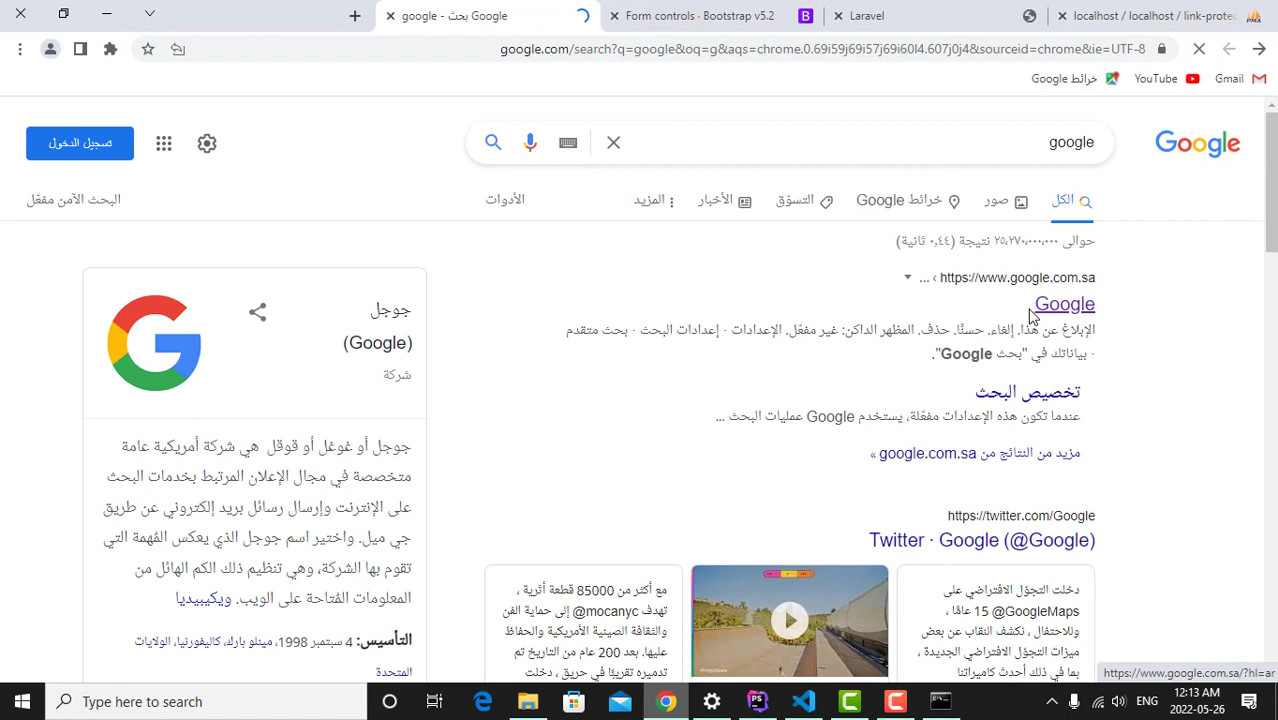 google - بحث Google
Form controls · Bootstrap v5.2
Laravel
localhost / localhost / link-protec
google.com/search?q=google&oq=g&aqs=chrome.0.69i59j69i57j69i60l4.607j0j4&sourceid=chrome&ie=UTF-8
Gmail
YouTube
خرائط Google
Google
google
تسجيل الدخول
الكل
صور
خرائط Google
التسوّق
الأخبار
المزيد
الأدوات
البحث الآمن مفعّل
حوالى ٢٥,٢٧٠,٠٠٠,٠٠٠ نتيجة (٠,٤٤ ثانية)
https://www.google.com.sa › ...
Google
الإبلاغ عن هذا. إلغاء. حسنًا. حذف. المظهر الداكن: غير مفعّل. الإعدادات · إعدادات البحث · بحث متقدم
· بياناتك في "بحث Google".
تخصيص البحث
عندما تكون هذه الإعدادات مفعّلة، يستخدم Google عمليات البحث ...
مزيد من النتائج من google.com.sa »
https://twitter.com/Google
Twitter · Google (@Google)
دخلت التجوّل الافتراضي على
@GoogleMaps 15 عامًا ،
وللاحتفال ، نكشف النقاب عن بعض
ميزات التجوّل الافتراضي الجديدة ،
بما في ذلك أحدث كاميراتنا
مع أكثر من 85000 قطعة أثرية ،
تهدف @mocanyc إلى حماية الفن
والثقافة الصينية الأمريكية والحفاظ
عليها. بعد 200 عام من التاريخ تم
تدميره تقريبًا في حريق ، دخلت
جوجل
(Google)
شركة
جوجل أو غوغل أو قوقل هي شركة أمريكية عامة
متخصصة في مجال الإعلان المرتبط بخدمات البحث
على الإنترنت وإرسال رسائل بريد إلكتروني عن طريق
جي ميل. واختير اسم جوجل الذي يعكس المُهمة التي
تقوم بها الشركة، وهي تنظيم ذلك الكم الهائل من
المعلومات المُتاحة على الويب. ويكيبيديا
التأسيس: 4 سبتمبر 1998، مينلو بارك، كاليفورنيا، الولايات
المتحدة
https://www.google.com.sa/?hl=ar
Type here to search
ENG
12:13 AM
2022-05-26